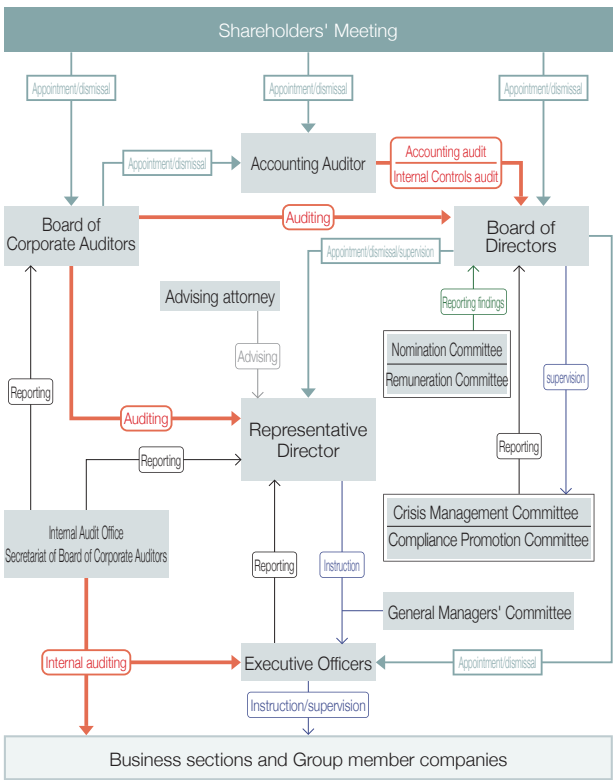 Shareholders' Meeting
Appointment/dismissal
Appointment/dismissal
Appointment/dismissal
Appointment/dismissal
Accounting Auditor
Accounting audit
Internal Controls audit
Board of
Corporate Auditors
Auditing
Board of
Directors
Appointment/dismissal/supervision
Advising attorney
Reporting findings
Advising
Nomination Committee
Remuneration Committee
supervision
Reporting
Auditing
Representative
Director
Reporting
Reporting
Crisis Management Committee
Compliance Promotion Committee
Internal Audit Office
Secretariat of Board of Corporate Auditors
Reporting
Instruction
General Managers' Committee
Internal auditing
Executive Officers
Appointment/dismissal
Instruction/supervision
Business sections and Group member companies